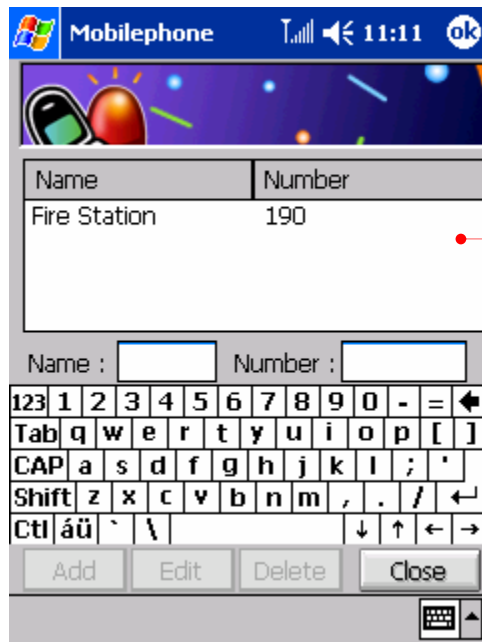 Mobilephone 11:11 ok
Name Number
Fire Station 190
Name : Number :
123 1 2 3 4 5 6 7 8 9 0 - =
Tab q w e r t y u i o p [ ]
CAP a s d f g h j k l ; '
Shift z x c v b n m , . /
Ctl áü ` \ ↓ ↑ ← →
Add Edit Delete Close